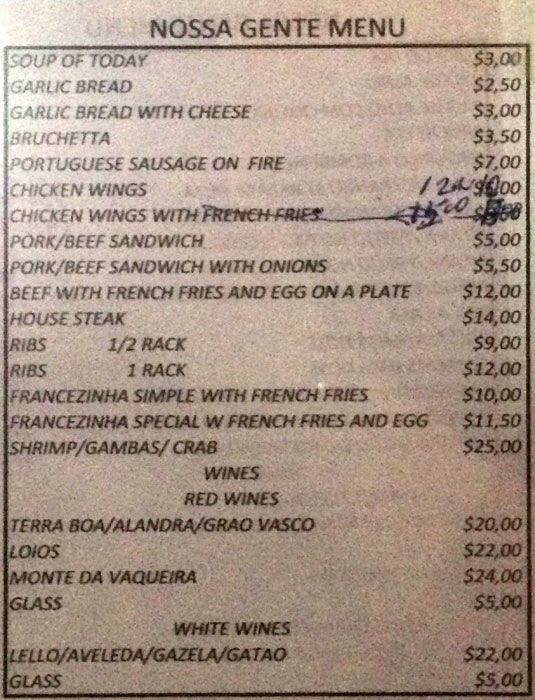 NOSSA GENTE MENU
SOUP OF TODAY $3,00
GARLIC BREAD $2,50
GARLIC BREAD WITH CHEESE $3,00
BRUCHETTA $3,50
PORTUGUESE SAUSAGE ON FIRE $7,00
CHICKEN WINGS
CHICKEN WINGS WITH FRENCH FRIES
PORK/BEEF SANDWICH $5,00
PORK/BEEF SANDWICH WITH ONIONS $5,50
BEEF WITH FRENCH FRIES AND EGG ON A PLATE $12,00
HOUSE STEAK $14,00
RIBS 1/2 RACK $9,00
RIBS 1 RACK $12,00
FRANCEZINHA SIMPLE WITH FRENCH FRIES $10,00
FRANCEZINHA SPECIAL W FRENCH FRIES AND EGG $11,50
SHRIMP/GAMBAS/ CRAB $25,00
WINES
RED WINES
TERRA BOA/ALANDRA/GRAO VASCO $20,00
LOIOS $22,00
MONTE DA VAQUEIRA $24,00
GLASS $5,00
WHITE WINES
LELLO/AVELEDA/GAZELA/GATAO $22,00
GLASS $5,00